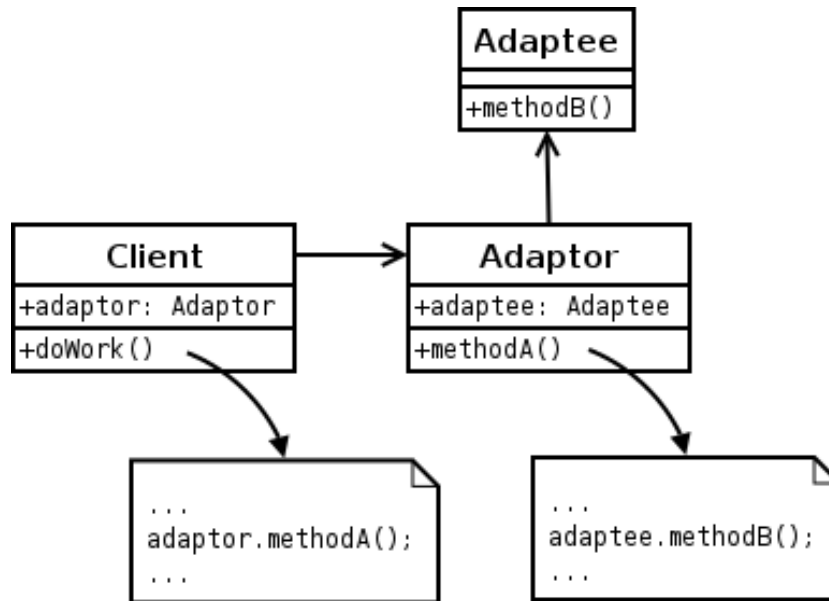 Adaptee
+methodB()
Client
+adaptor: Adaptor
+doWork()
Adaptor
+adaptee: Adaptee
+methodA()
...
adaptor.methodA();
...
...
adaptee.methodB();
...